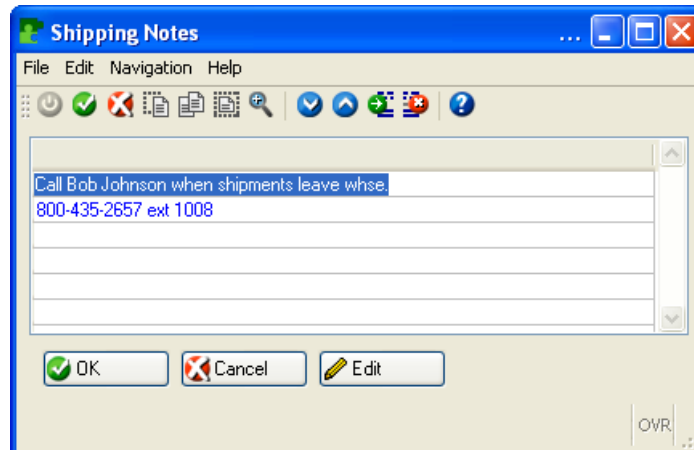 Shipping Notes ...
File Edit Navigation Help
Call Bob Johnson when shipments leave whse.
800-435-2657 ext 1008
OK Cancel Edit
OVR